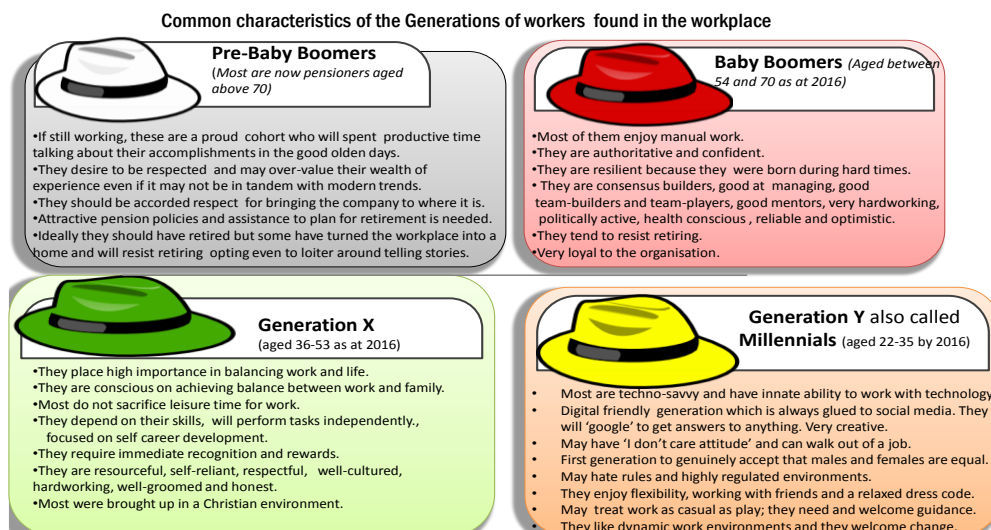 Common characteristics of the Generations of workers found in the workplace
Pre-Baby Boomers
(Most are now pensioners aged
above 70)
•If still working, these are a proud cohort who will spent productive time
talking about their accomplishments in the good olden days.
•They desire to be respected and may over-value their wealth of
experience even if it may not be in tandem with modern trends.
•They should be accorded respect for bringing the company to where it is.
•Attractive pension policies and assistance to plan for retirement is needed.
•Ideally they should have retired but some have turned the workplace into a
home and will resist retiring opting even to loiter around telling stories.
Baby Boomers (Aged between
54 and 70 as at 2016)
•Most of them enjoy manual work.
•They are authoritative and confident.
•They are resilient because they were born during hard times.
• They are consensus builders, good at managing, good
team-builders and team-players, good mentors, very hardworking,
politically active, health conscious , reliable and optimistic.
•They tend to resist retiring.
•Very loyal to the organisation.
Generation X
(aged 36-53 as at 2016)
•They place high importance in balancing work and life.
•They are conscious on achieving balance between work and family.
•Most do not sacrifice leisure time for work.
•They depend on their skills, will perform tasks independently.,
focused on self career development.
•They require immediate recognition and rewards.
•They are resourceful, self-reliant, respectful, well-cultured,
hardworking, well-groomed and honest.
•Most were brought up in a Christian environment.
Generation Y also called
Millennials (aged 22-35 by 2016)
• Most are techno-savvy and have innate ability to work with technology
• Digital friendly generation which is always glued to social media. They
will 'google' to get answers to anything. Very creative.
• May have 'I don't care attitude' and can walk out of a job.
• First generation to genuinely accept that males and females are equal.
• May hate rules and highly regulated environments.
• They enjoy flexibility, working with friends and a relaxed dress code.
• May treat work as casual as play; they need and welcome guidance.
• They like dynamic work environments and they welcome change.